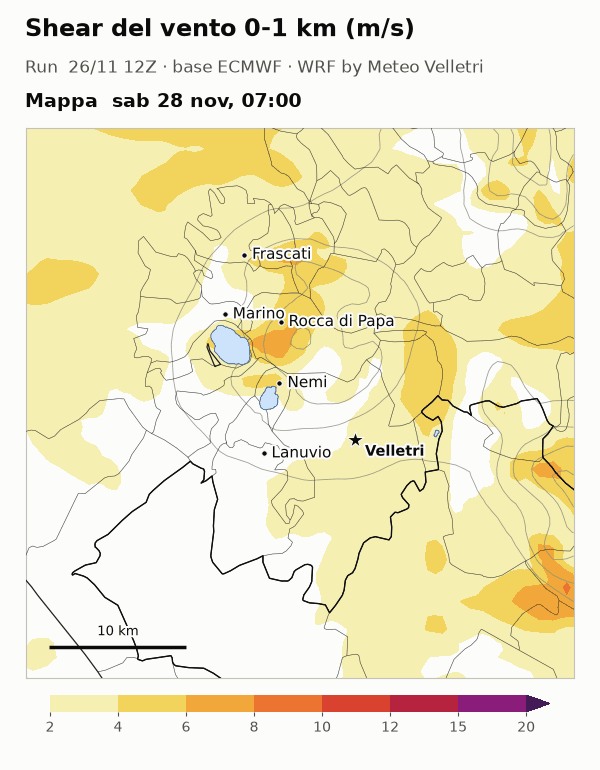 Shear del vento 0-1 km (m/s)
Run  26/11 12Z · base ECMWF · WRF by Meteo Velletri
Mappa  sab 28 nov, 07:00
Frascati
Marino
Rocca di Papa
Nemi
Velletri
Lanuvio
10 km
2 4 6 8 10 12 15 20